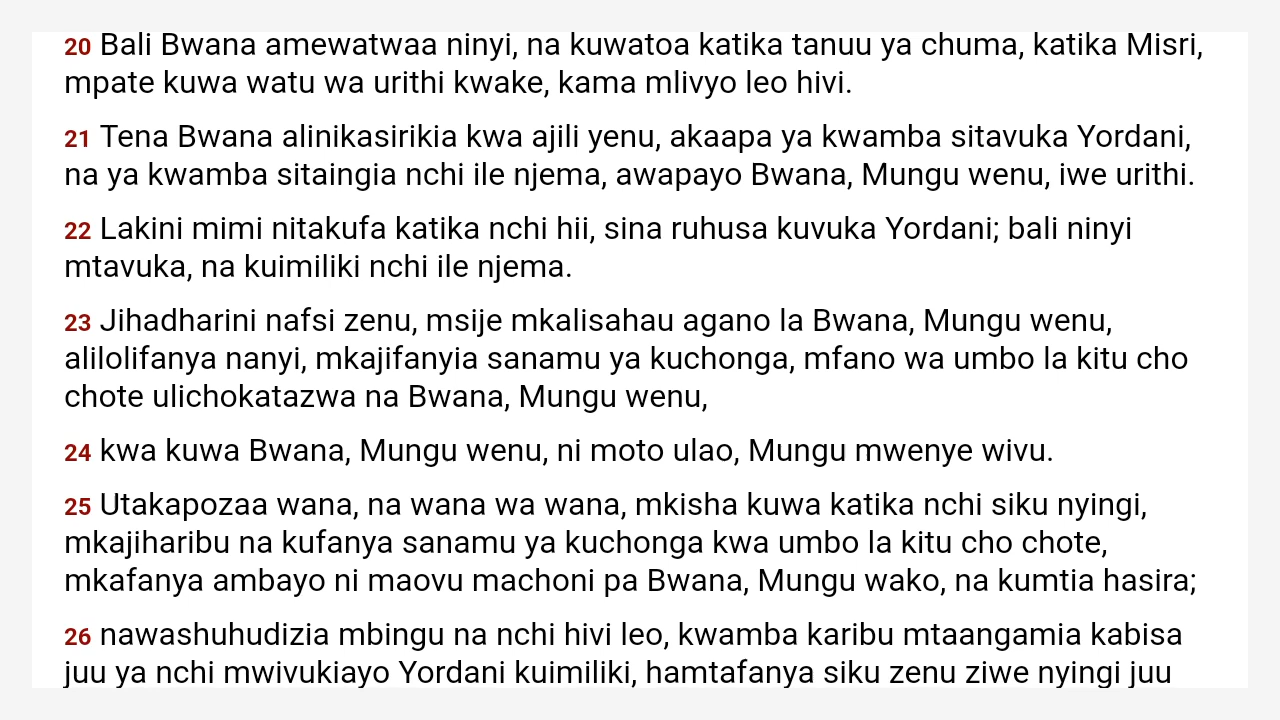 20 Bali Bwana amewatwaa ninyi, na kuwatoa katika tanuu ya chuma, katika Misri,
mpate kuwa watu wa urithi kwake, kama mlivyo leo hivi.
21 Tena Bwana alinikasirikia kwa ajili yenu, akaapa ya kwamba sitavuka Yordani,
na ya kwamba sitaingia nchi ile njema, awapayo Bwana, Mungu wenu, iwe urithi.
22 Lakini mimi nitakufa katika nchi hii, sina ruhusa kuvuka Yordani; bali ninyi
mtavuka, na kuimiliki nchi ile njema.
23 Jihadharini nafsi zenu, msije mkalisahau agano la Bwana, Mungu wenu,
alilolifanya nanyi, mkajifanyia sanamu ya kuchonga, mfano wa umbo la kitu cho
chote ulichokatazwa na Bwana, Mungu wenu,
24 kwa kuwa Bwana, Mungu wenu, ni moto ulao, Mungu mwenye wivu.
25 Utakapozaa wana, na wana wa wana, mkisha kuwa katika nchi siku nyingi,
mkajiharibu na kufanya sanamu ya kuchonga kwa umbo la kitu cho chote,
mkafanya ambayo ni maovu machoni pa Bwana, Mungu wako, na kumtia hasira;
26 nawashuhudizia mbingu na nchi hivi leo, kwamba karibu mtaangamia kabisa
juu ya nchi mwivukiayo Yordani kuimiliki, hamtafanya siku zenu ziwe nyingi juu